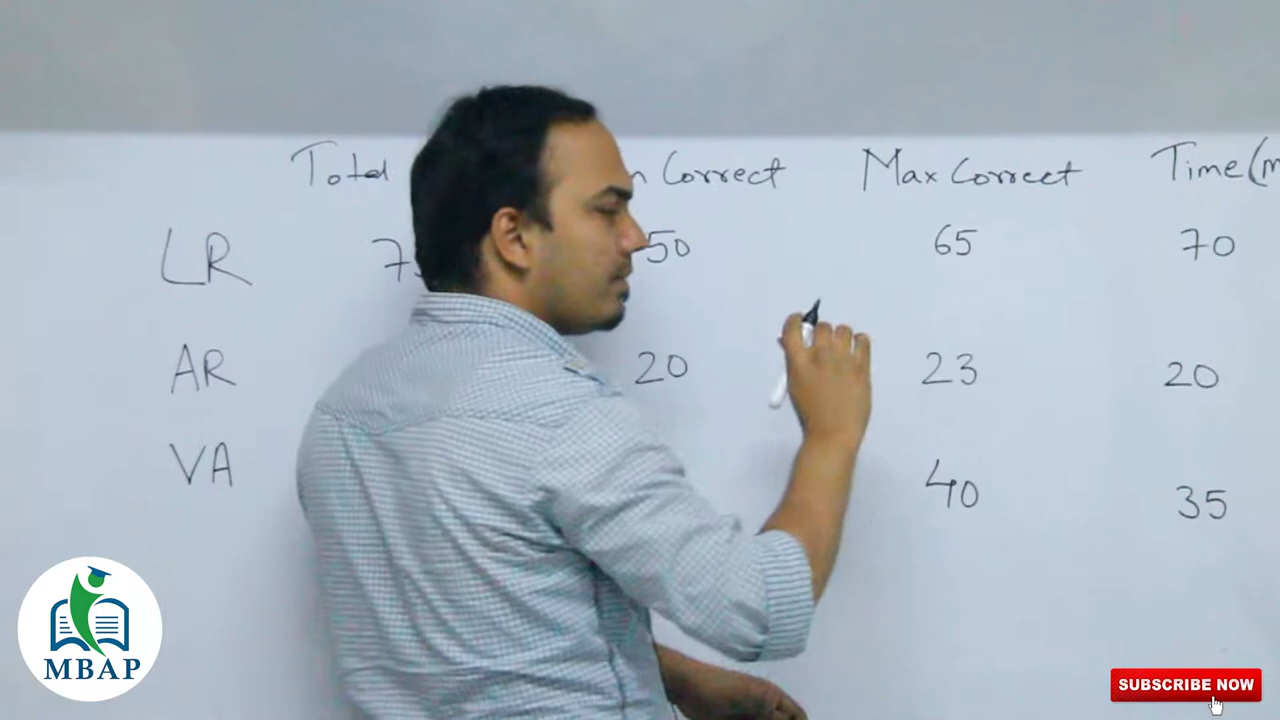 Total n Correct Max Correct Time (m
LR 7 50 65 70
AR 20 23 20
VA 40 35
MBAP
SUBSCRIBE NOW